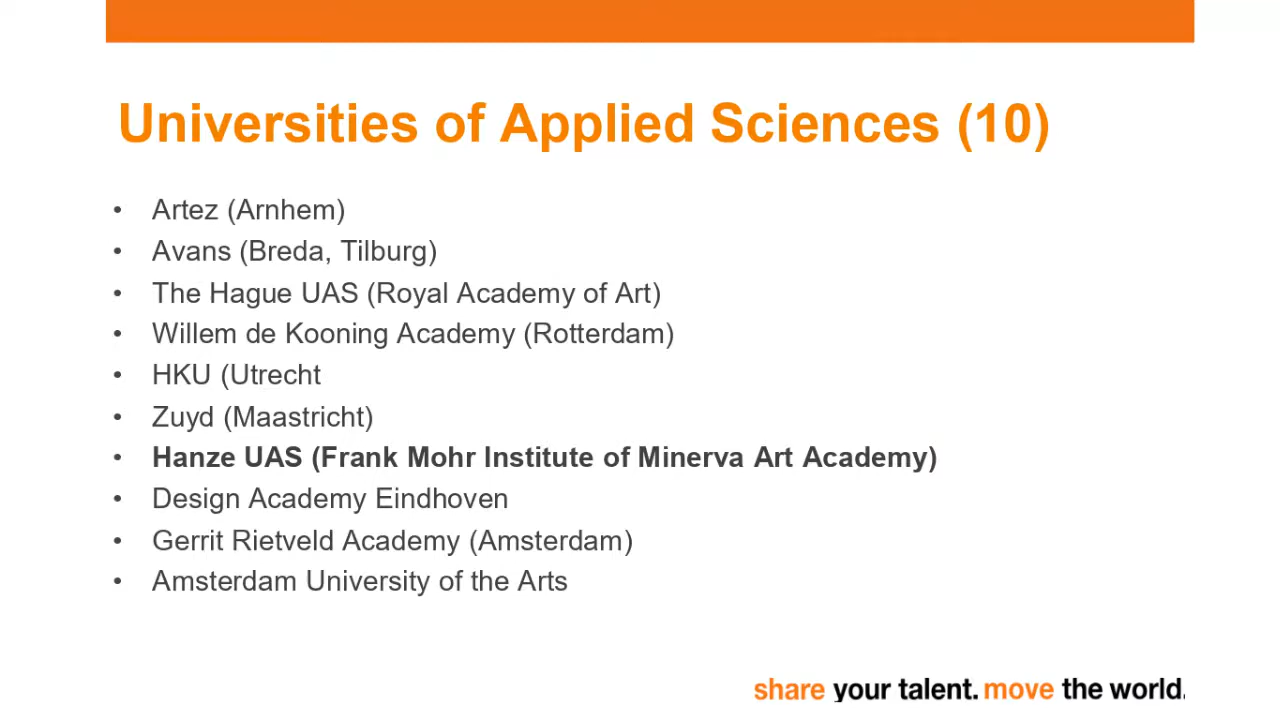 Universities of Applied Sciences (10)
• Artez (Arnhem)
• Avans (Breda, Tilburg)
• The Hague UAS (Royal Academy of Art)
• Willem de Kooning Academy (Rotterdam)
• HKU (Utrecht
• Zuyd (Maastricht)
• Hanze UAS (Frank Mohr Institute of Minerva Art Academy)
• Design Academy Eindhoven
• Gerrit Rietveld Academy (Amsterdam)
• Amsterdam University of the Arts
share your talent. move the world.